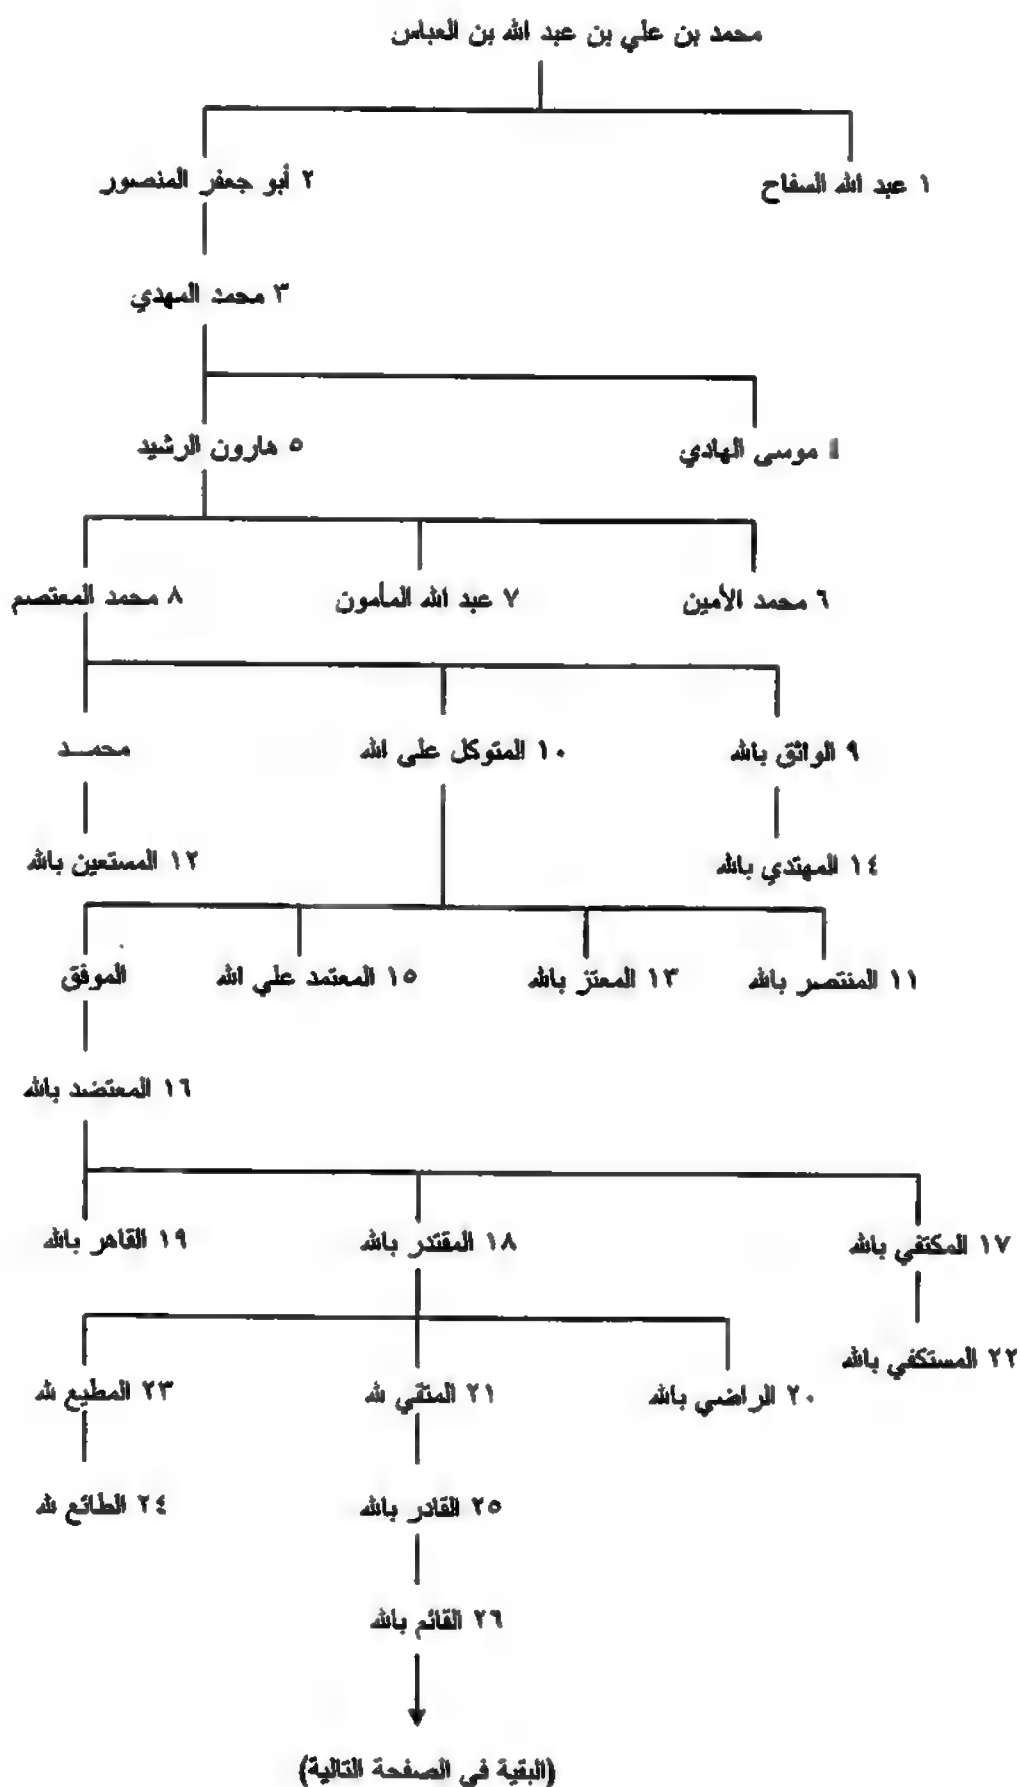 محمد بن علي بن عبد الله بن العباس
١ عبد الله السفاح
٢ أبو جعفر المنصور
٣ محمد المهدي
موسى الهادي
٥ هارون الرشيد
٦ محمد الأمين
٧ عبد الله المأمون
٨ محمد المعتصم
٩ الواثق بالله
١٠ المتوكل على الله
محمــد
١٤ المهتدي بالله
١٢ المستعين بالله
١١ المنتصر بالله
١٣ المعتز بالله
١٥ المعتمد علي الله
الموفق
١٦ المعتضد بالله
١٧ المكتفي بالله
١٨ المقتدر بالله
١٩ القاهر بالله
٢٢ المستكفي بالله
٢٠ الراضي بالله
٢١ المتقي لله
٢٣ المطيع لله
٢٥ القادر بالله
٢٤ الطائع لله
٢٦ القائم بالله
(البقية في الصفحة التالية)